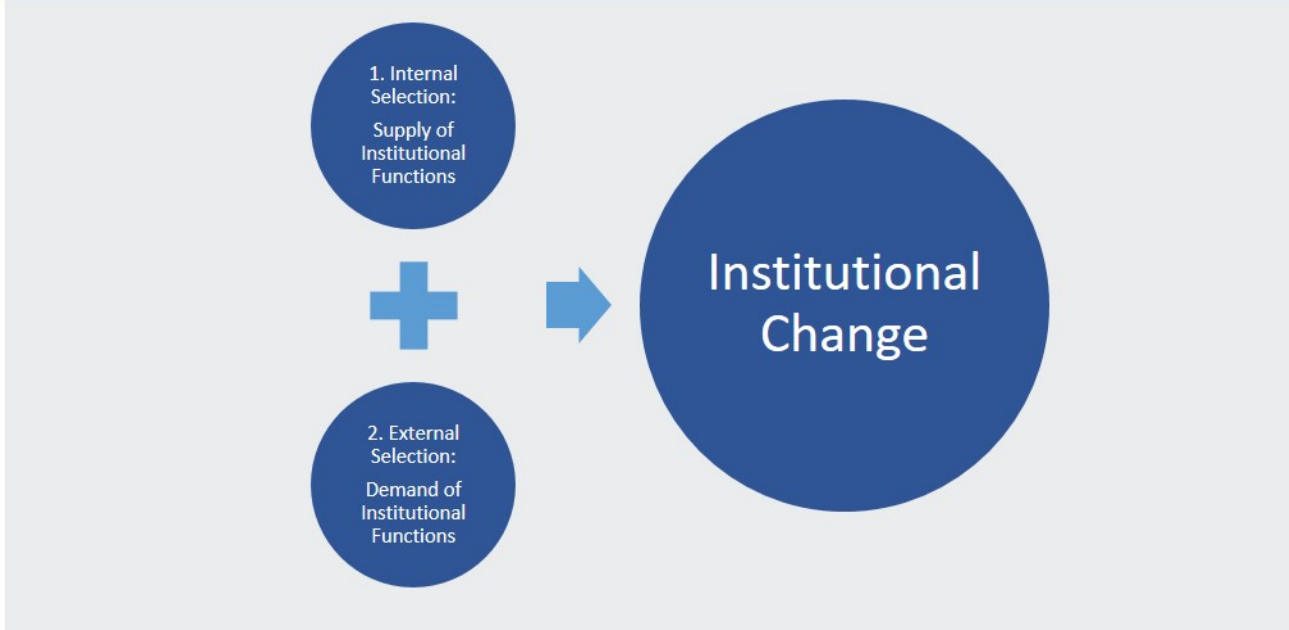 1. Internal
Selection:
Supply of
Institutional
Functions
2. External
Selection:
Demand of
Institutional
Functions
Institutional
Change